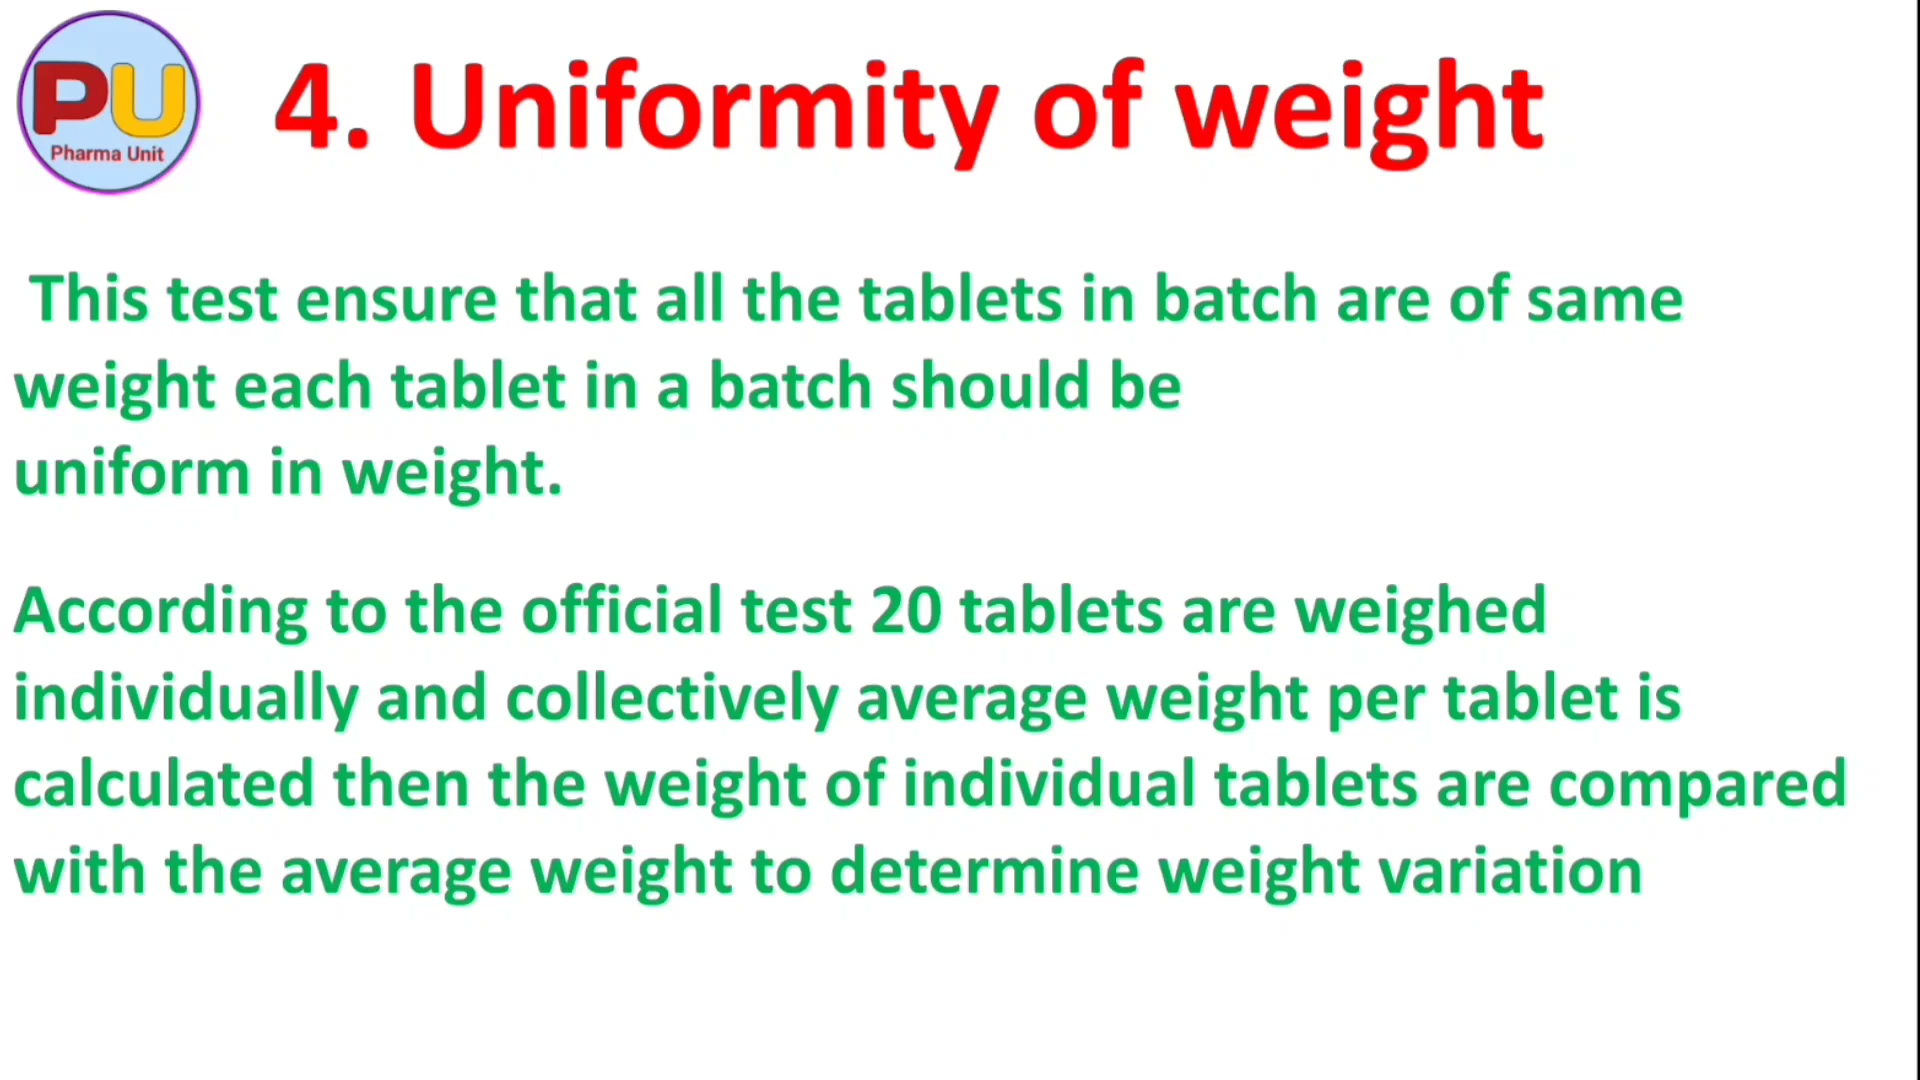 PU
Pharma Unit
4. Uniformity of weight
This test ensure that all the tablets in batch are of same
weight each tablet in a batch should be
uniform in weight.
According to the official test 20 tablets are weighed
individually and collectively average weight per tablet is
calculated then the weight of individual tablets are compared
with the average weight to determine weight variation